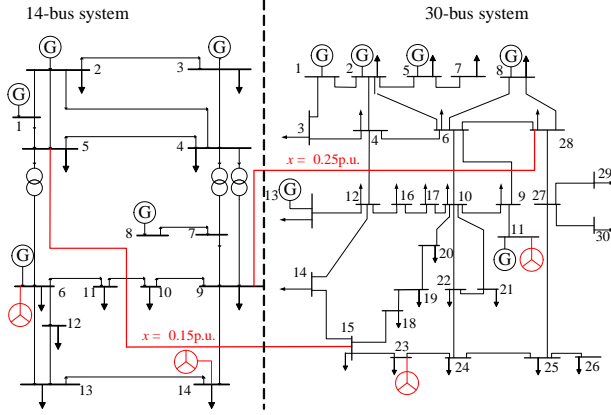 14-bus system 30-bus system
G G G G G G
2 3 1 2 5 7 8
G
1 3 4 6 28
5 4
x = 0.25p.u.
29
G 13 12 16 17 10 9 27
G
8 7 11 30
20
G G
14 22 21
6 11 10 9 19
12 18
x = 0.15p.u. 15
23
13 14 24 25 26